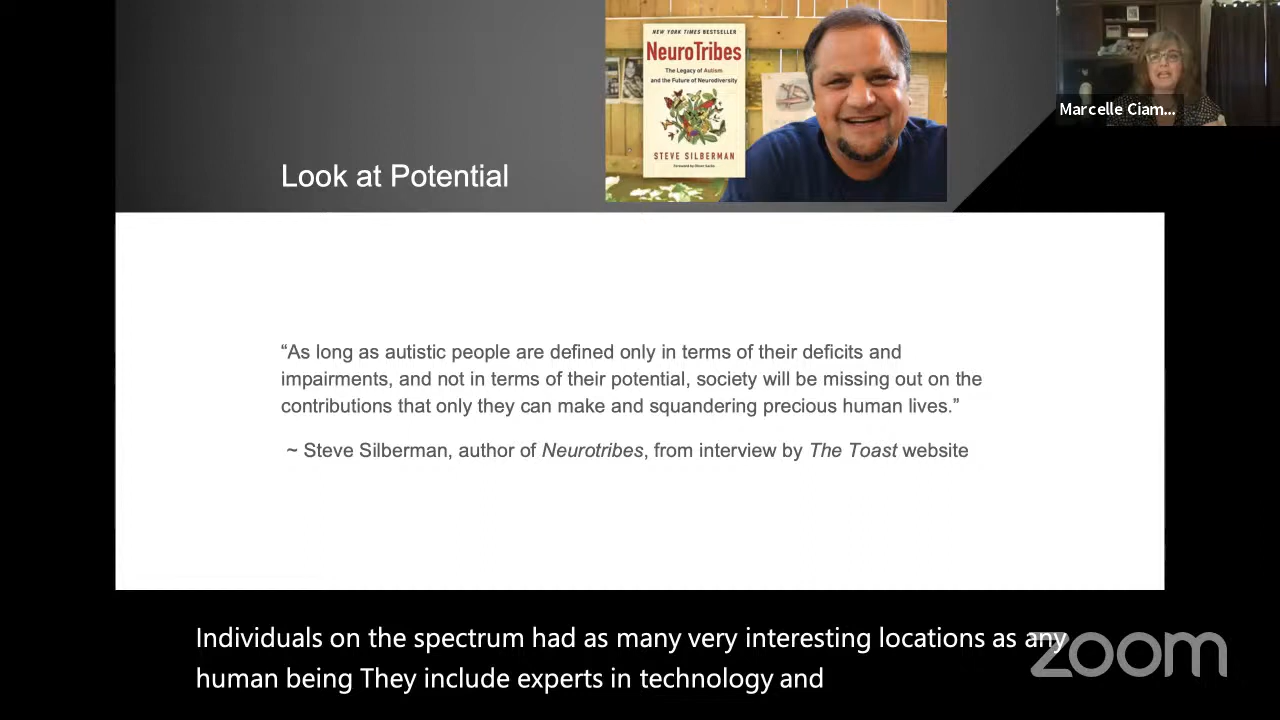 NEW YORK TIMES BESTSELLER
NeuroTribes
The Legacy of Autism
and the Future of Neurodiversity
STEVE SILBERMAN
Foreword by Oliver Sacks
Marcelle Ciam...
Look at Potential
“As long as autistic people are defined only in terms of their deficits and
impairments, and not in terms of their potential, society will be missing out on the
contributions that only they can make and squandering precious human lives.”
~ Steve Silberman, author of Neurotribes, from interview by The Toast website
Individuals on the spectrum had as many very interesting locations as any
human being They include experts in technology and
zoom